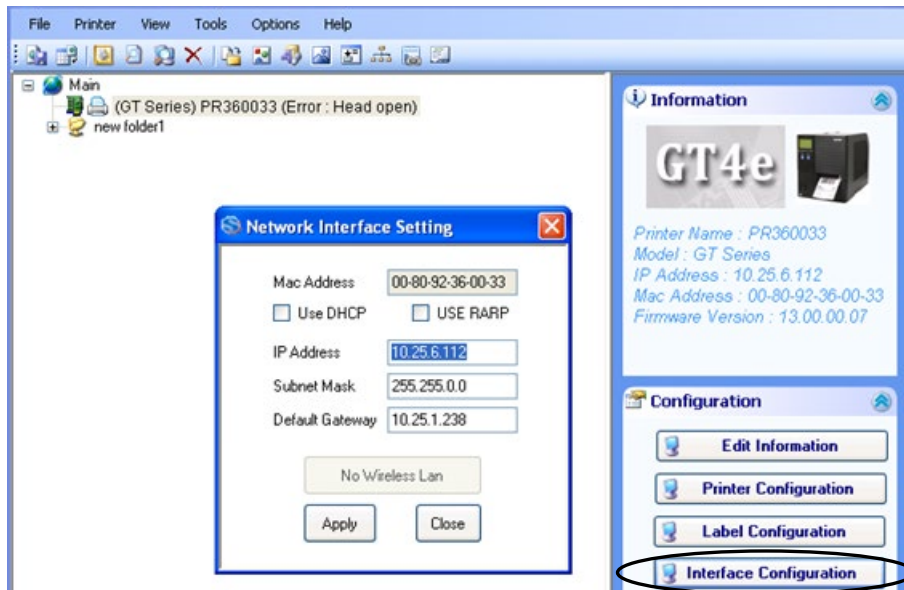 File Printer View Tools Options Help
Main
(GT Series) PR360033 (Error : Head open)
new folder1
Network Interface Setting
Mac Address 00-80-92-36-00-33
Use DHCP USE RARP
IP Address 10.25.6.112
Subnet Mask 255.255.0.0
Default Gateway 10.25.1.238
No Wireless Lan
Apply Close
Information
GT4e
Printer Name : PR360033
Model : GT Series
IP Address : 10.25.6.112
Mac Address : 00-80-92-36-00-33
Firmware Version : 13.00.00.07
Configuration
Edit Information
Printer Configuration
Label Configuration
Interface Configuration